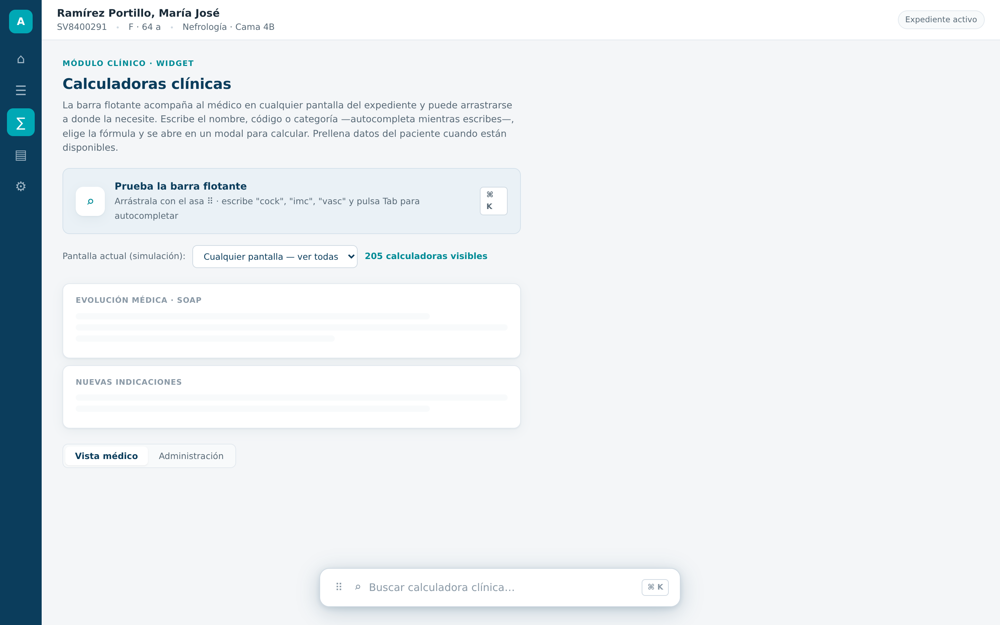 A
Ramírez Portillo, María José
SV8400291 • F · 64 a • Nefrología · Cama 4B
Expediente activo
MÓDULO CLÍNICO · WIDGET
Calculadoras clínicas
La barra flotante acompaña al médico en cualquier pantalla del expediente y puede arrastrarse
a donde la necesite. Escribe el nombre, código o categoría —autocompleta mientras escribes—,
elige la fórmula y se abre en un modal para calcular. Prellena datos del paciente cuando están
disponibles.
Prueba la barra flotante
Arrástrala con el asa ⠿ · escribe "cock", "imc", "vasc" y pulsa Tab para
autocompletar
⌘
K
Pantalla actual (simulación): Cualquier pantalla — ver todas 205 calculadoras visibles
EVOLUCIÓN MÉDICA · SOAP
NUEVAS INDICACIONES
Vista médico Administración
Buscar calculadora clínica... ⌘ K